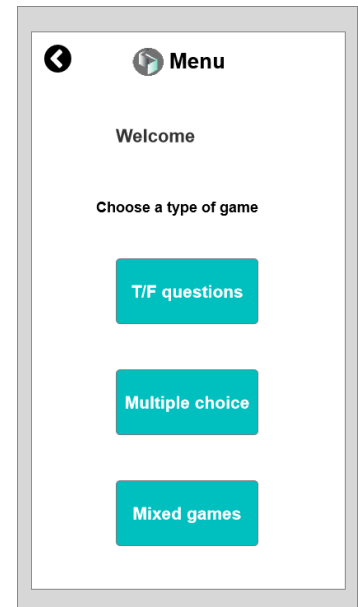 Menu
Welcome
Choose a type of game
T/F questions
Multiple choice
Mixed games